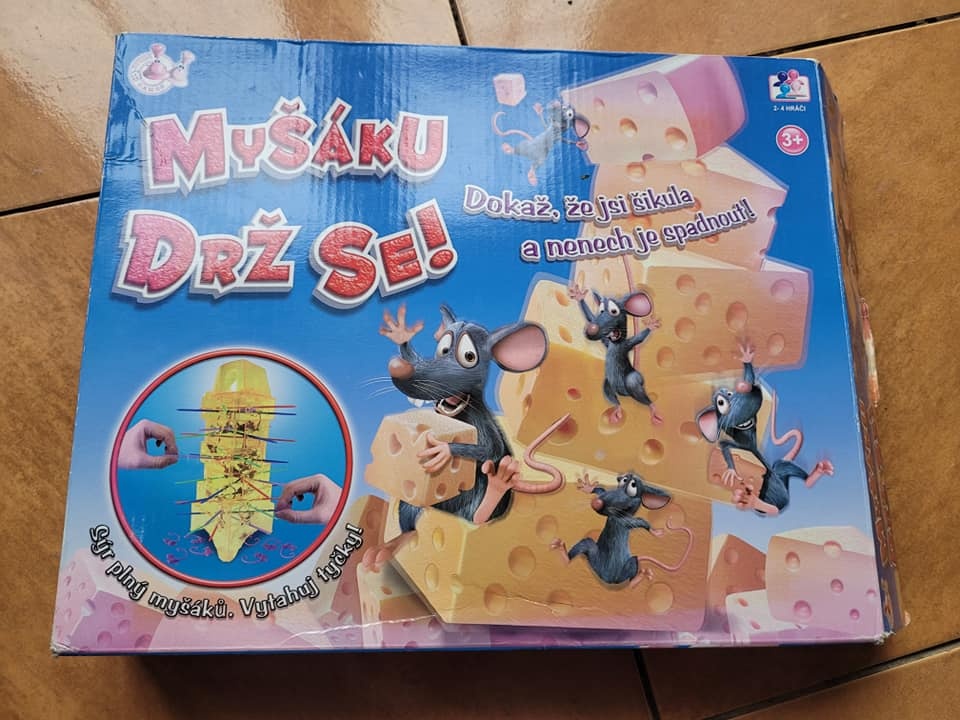 Myšáku
Drž Se!
Dokaž, že jsi šikula
a nenech je spadnout!
2-4 HRÁČI
3+
Sýr plný myšáků. Vytahuj tyčky!